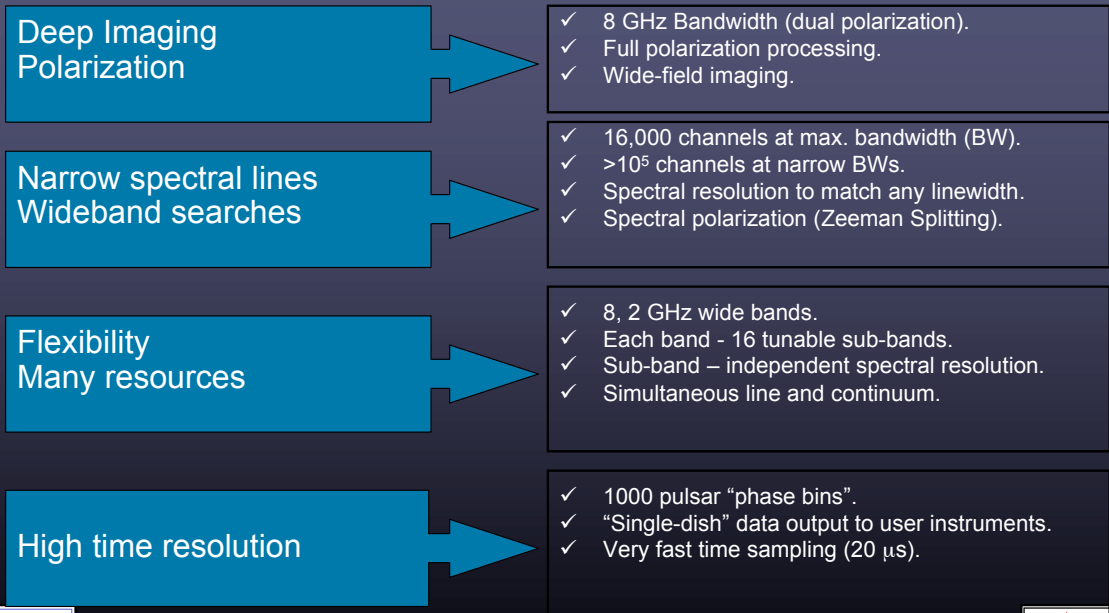 Deep Imaging
Polarization
✓ 8 GHz Bandwidth (dual polarization).
✓ Full polarization processing.
✓ Wide-field imaging.
Narrow spectral lines
Wideband searches
✓ 16,000 channels at max. bandwidth (BW).
✓ >10⁵ channels at narrow BWs.
✓ Spectral resolution to match any linewidth.
✓ Spectral polarization (Zeeman Splitting).
Flexibility
Many resources
✓ 8, 2 GHz wide bands.
✓ Each band - 16 tunable sub-bands.
✓ Sub-band – independent spectral resolution.
✓ Simultaneous line and continuum.
High time resolution
✓ 1000 pulsar “phase bins”.
✓ “Single-dish” data output to user instruments.
✓ Very fast time sampling (20 μs).